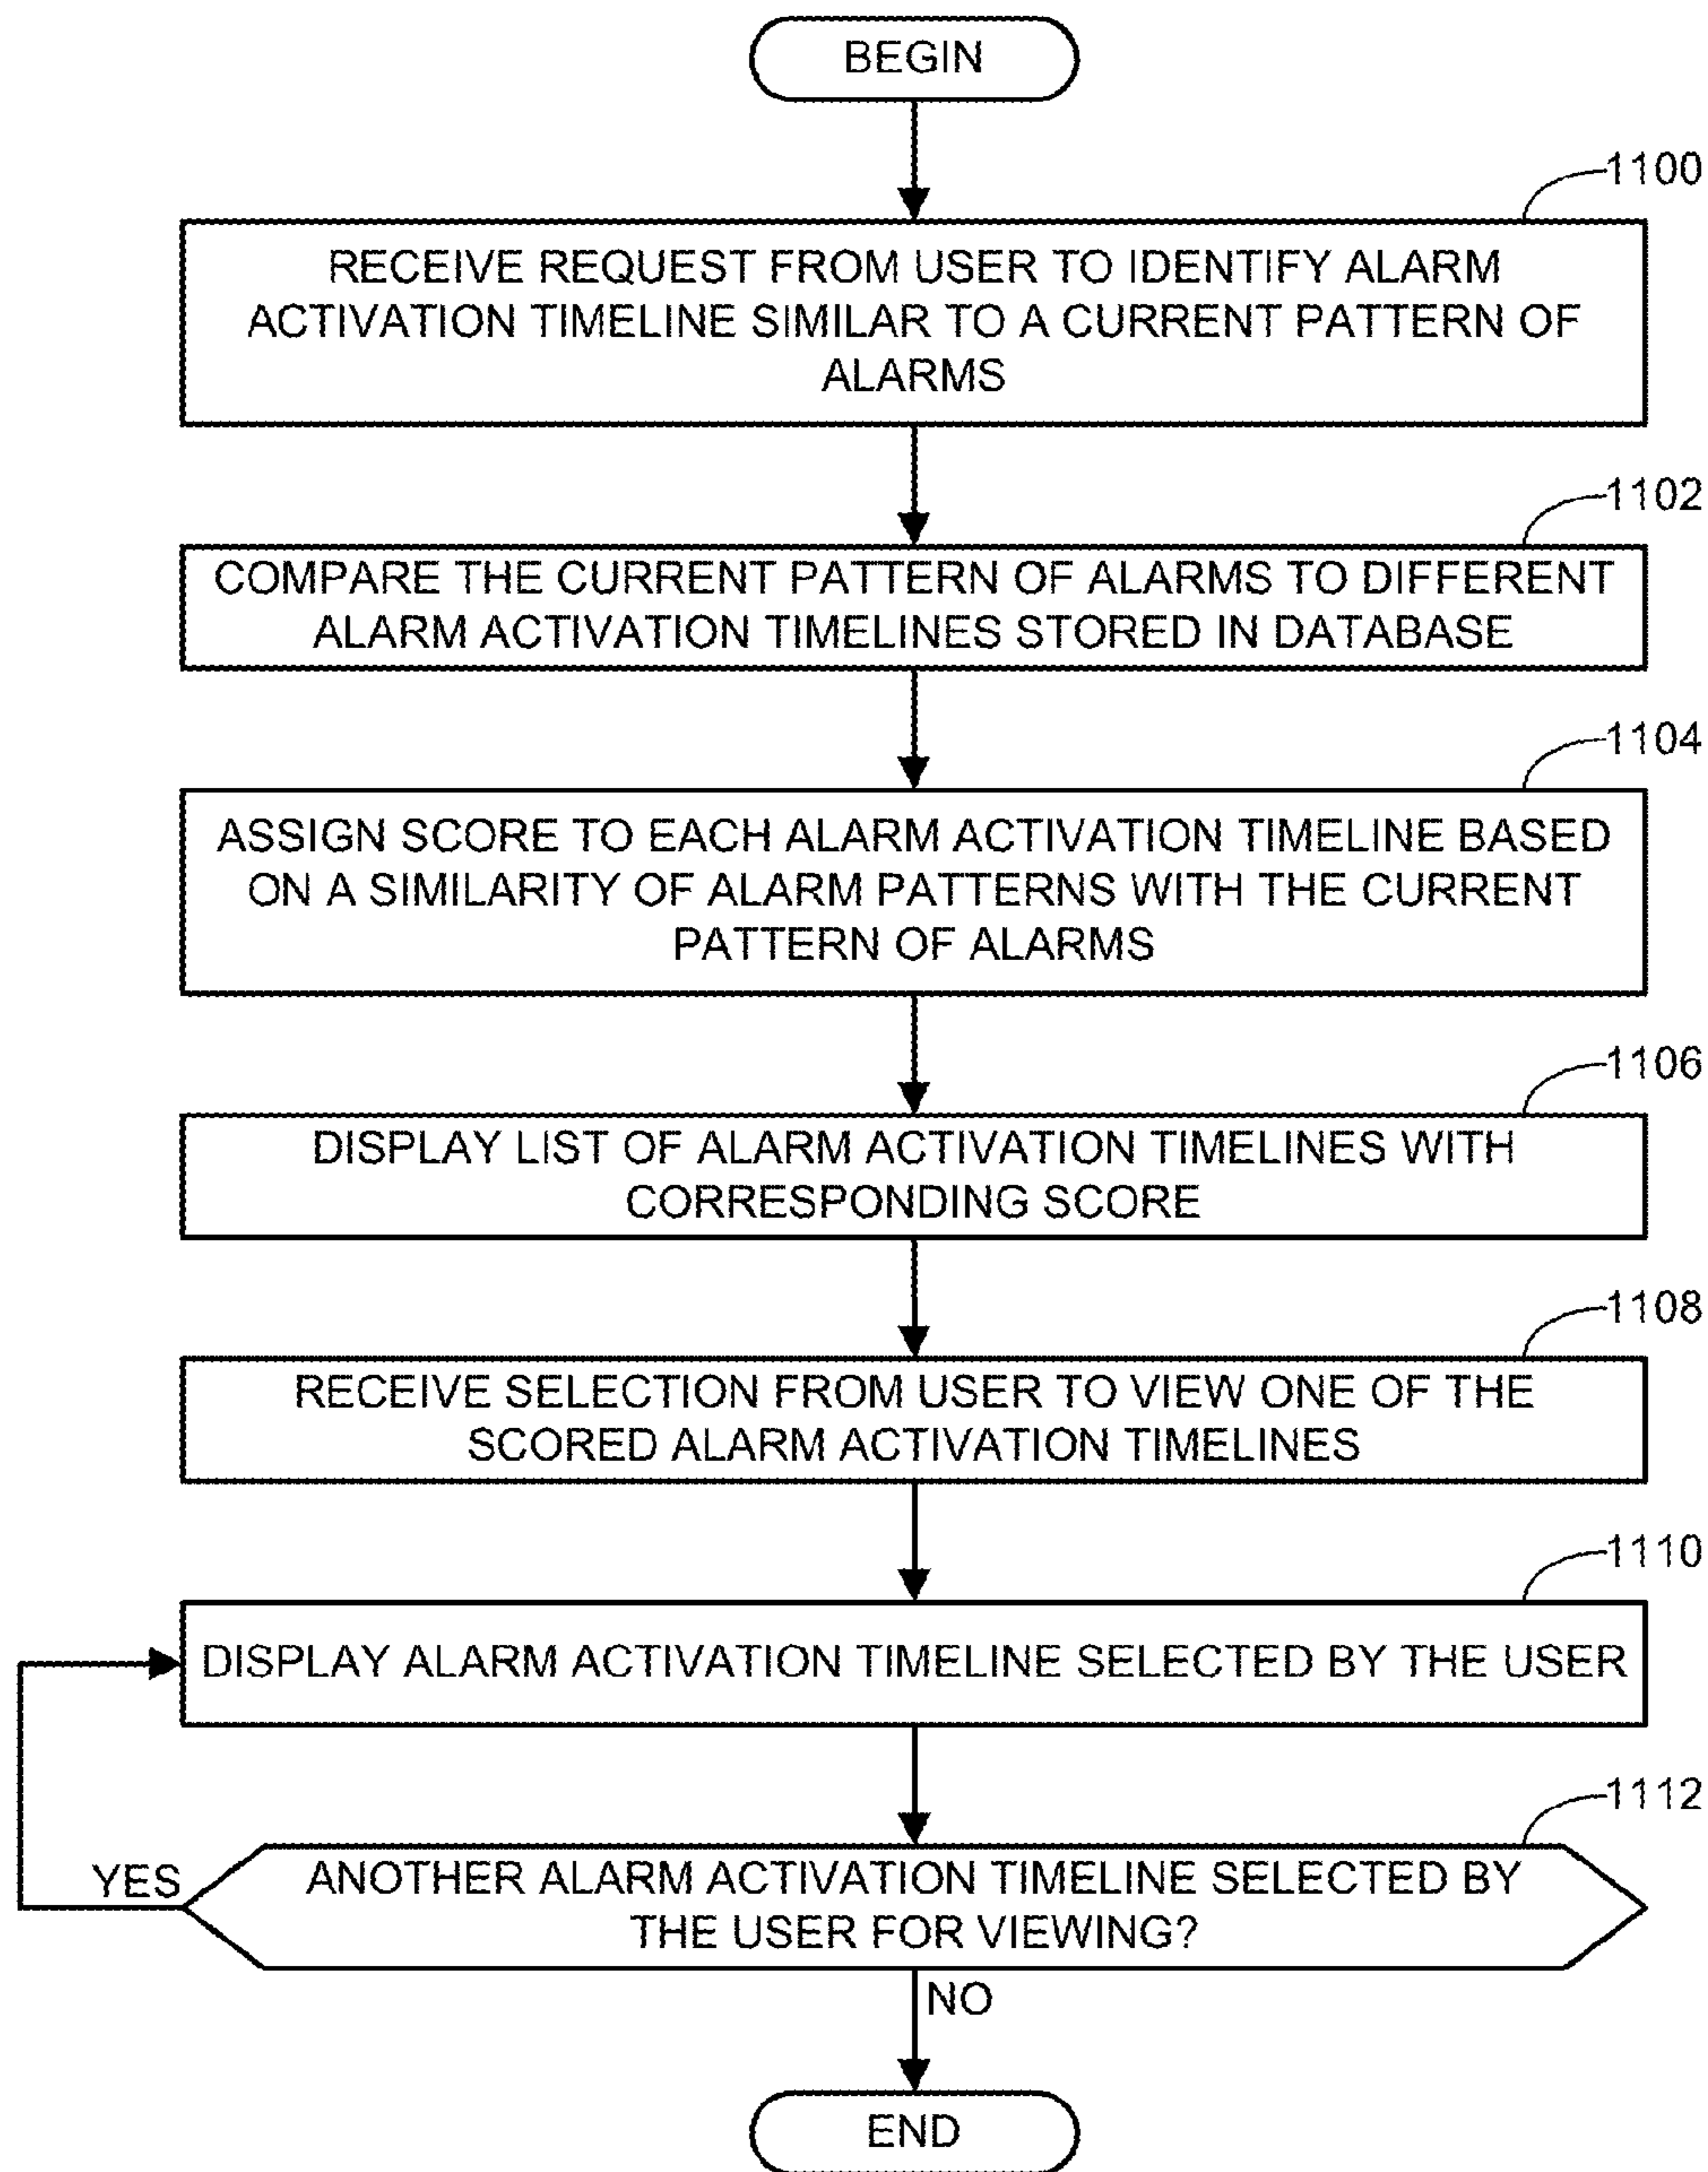 BEGIN
1100
RECEIVE REQUEST FROM USER TO IDENTIFY ALARM
ACTIVATION TIMELINE SIMILAR TO A CURRENT PATTERN OF
ALARMS
1102
COMPARE THE CURRENT PATTERN OF ALARMS TO DIFFERENT
ALARM ACTIVATION TIMELINES STORED IN DATABASE
1104
ASSIGN SCORE TO EACH ALARM ACTIVATION TIMELINE BASED
ON A SIMILARITY OF ALARM PATTERNS WITH THE CURRENT
PATTERN OF ALARMS
1106
DISPLAY LIST OF ALARM ACTIVATION TIMELINES WITH
CORRESPONDING SCORE
1108
RECEIVE SELECTION FROM USER TO VIEW ONE OF THE
SCORED ALARM ACTIVATION TIMELINES
1110
DISPLAY ALARM ACTIVATION TIMELINE SELECTED BY THE USER
1112
YES
ANOTHER ALARM ACTIVATION TIMELINE SELECTED BY
THE USER FOR VIEWING?
NO
END